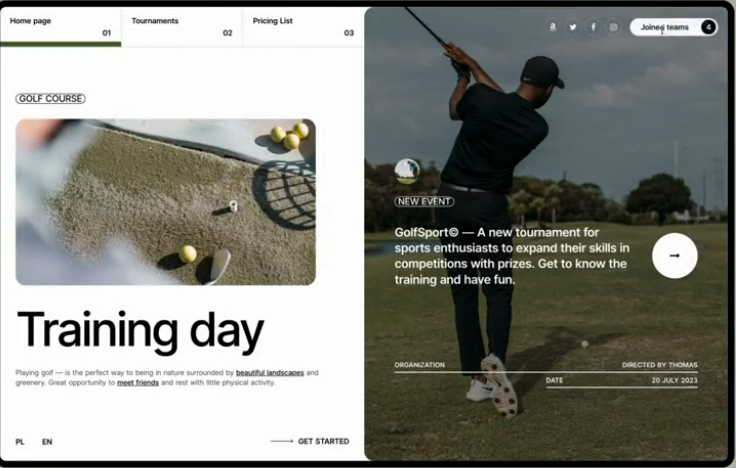 Home page
01
Tournaments
02
Pricing List
03
GOLF COURSE
Training day
Playing golf — is the perfect way to being in nature surrounded by beautiful landscapes and
greenery. Great opportunity to meet friends and rest with little physical activity.
PL
EN
GET STARTED
Joined teams
4
NEW EVENT
GolfSport© — A new tournament for
sports enthusiasts to expand their skills in
competitions with prizes. Get to know the
training and have fun.
ORGANIZATION
DIRECTED BY THOMAS
DATE
20 JULY 2023